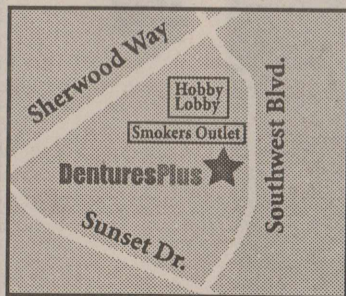 Sherwood Way
Hobby
Lobby
Smokers Outlet
DenturesPlus
Southwest Blvd.
Sunset Dr.